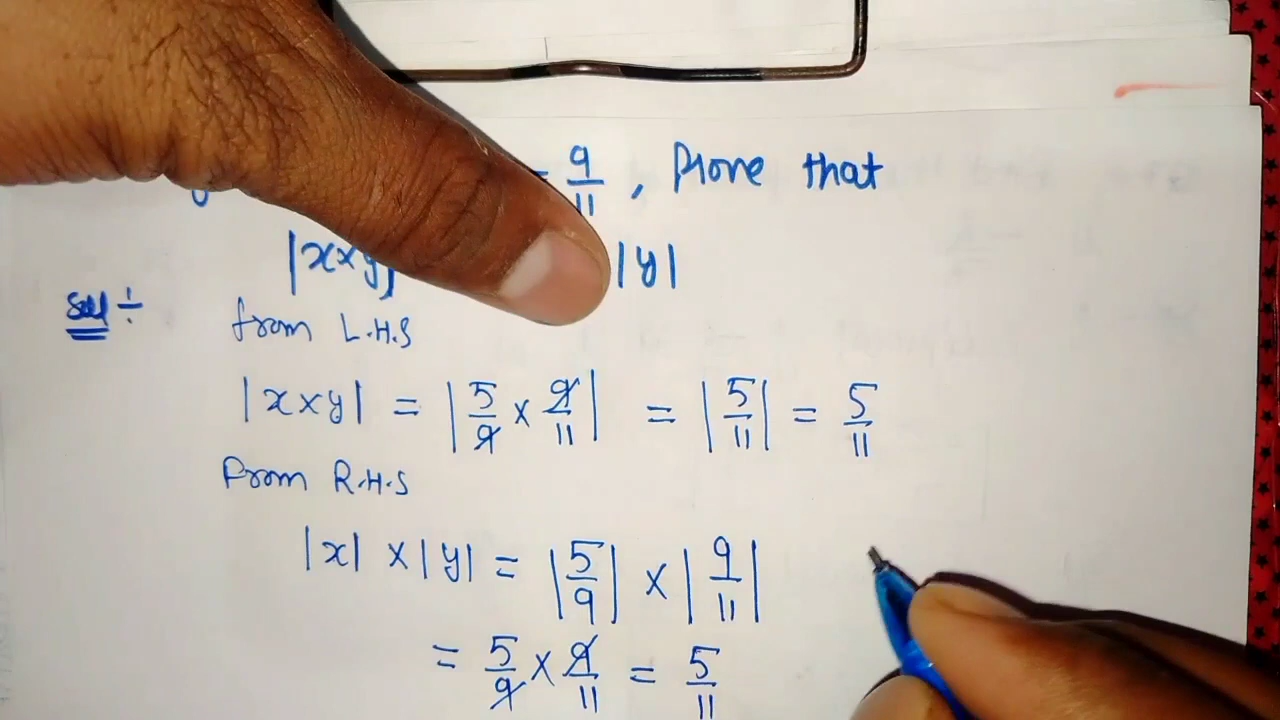 = 9/11 , Prove that
|x×y| |y|
Sol ÷
from L.H.S
|x×y| = |5/9 × 9/11| = |5/11| = 5/11
From R.H.S
|x| × |y| = |5/9| × |9/11|
= 5/9 × 9/11 = 5/11